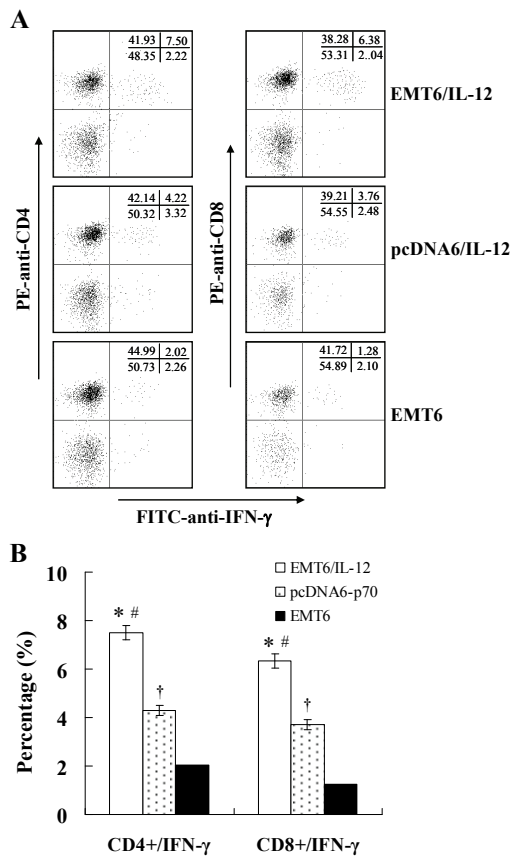 A
41.93 7.50
48.35 2.22
38.28 6.38
53.31 2..04
EMT6/IL-12
42.14 4.22
50.32 3.32
39.21 3.76
54.55 2.48
pcDNA6/IL-12
44.99 2.02
50.73 2.26
41.72 1.28
54.89 2.10
EMT6
PE-anti-CD4
PE-anti-CD8
FITC-anti-IFN-γ
B
EMT6/IL-12
pcDNA6-p70
EMT6
Percentage (%)
10
8
6
4
2
0
* #
†
* #
†
CD4+/IFN-γ CD8+/IFN-γ